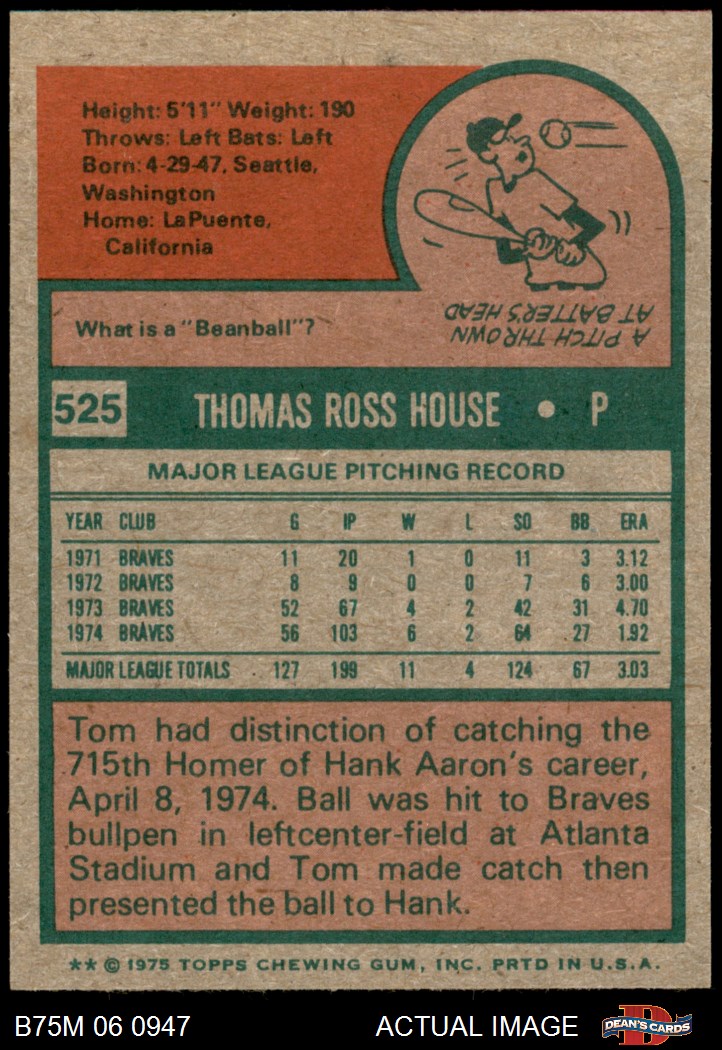 Height: 5'11" Weight: 190
Throws: Left Bats: Left
Born: 4-29-47, Seattle,
Washington
Home: LaPuente,
California
What is a "Beanball"?
A PITCH THROWN
AT BATTER'S HEAD
525 THOMAS ROSS HOUSE • P
MAJOR LEAGUE PITCHING RECORD
YEAR CLUB G IP W L SO BB ERA
1971 BRAVES 11 20 1 0 11 3 3.12
1972 BRAVES 8 9 0 0 7 6 3.00
1973 BRAVES 52 67 4 2 42 31 4.70
1974 BRAVES 56 103 6 2 64 27 1.92
MAJOR LEAGUE TOTALS 127 199 11 4 124 67 3.03
Tom had distinction of catching the
715th Homer of Hank Aaron's career,
April 8, 1974. Ball was hit to Braves
bullpen in leftcenter-field at Atlanta
Stadium and Tom made catch then
presented the ball to Hank.
** © 1975 TOPPS CHEWING GUM, INC. PRTD IN U.S.A.
B75M 06 0947 ACTUAL IMAGE D DEAN'S CARDS